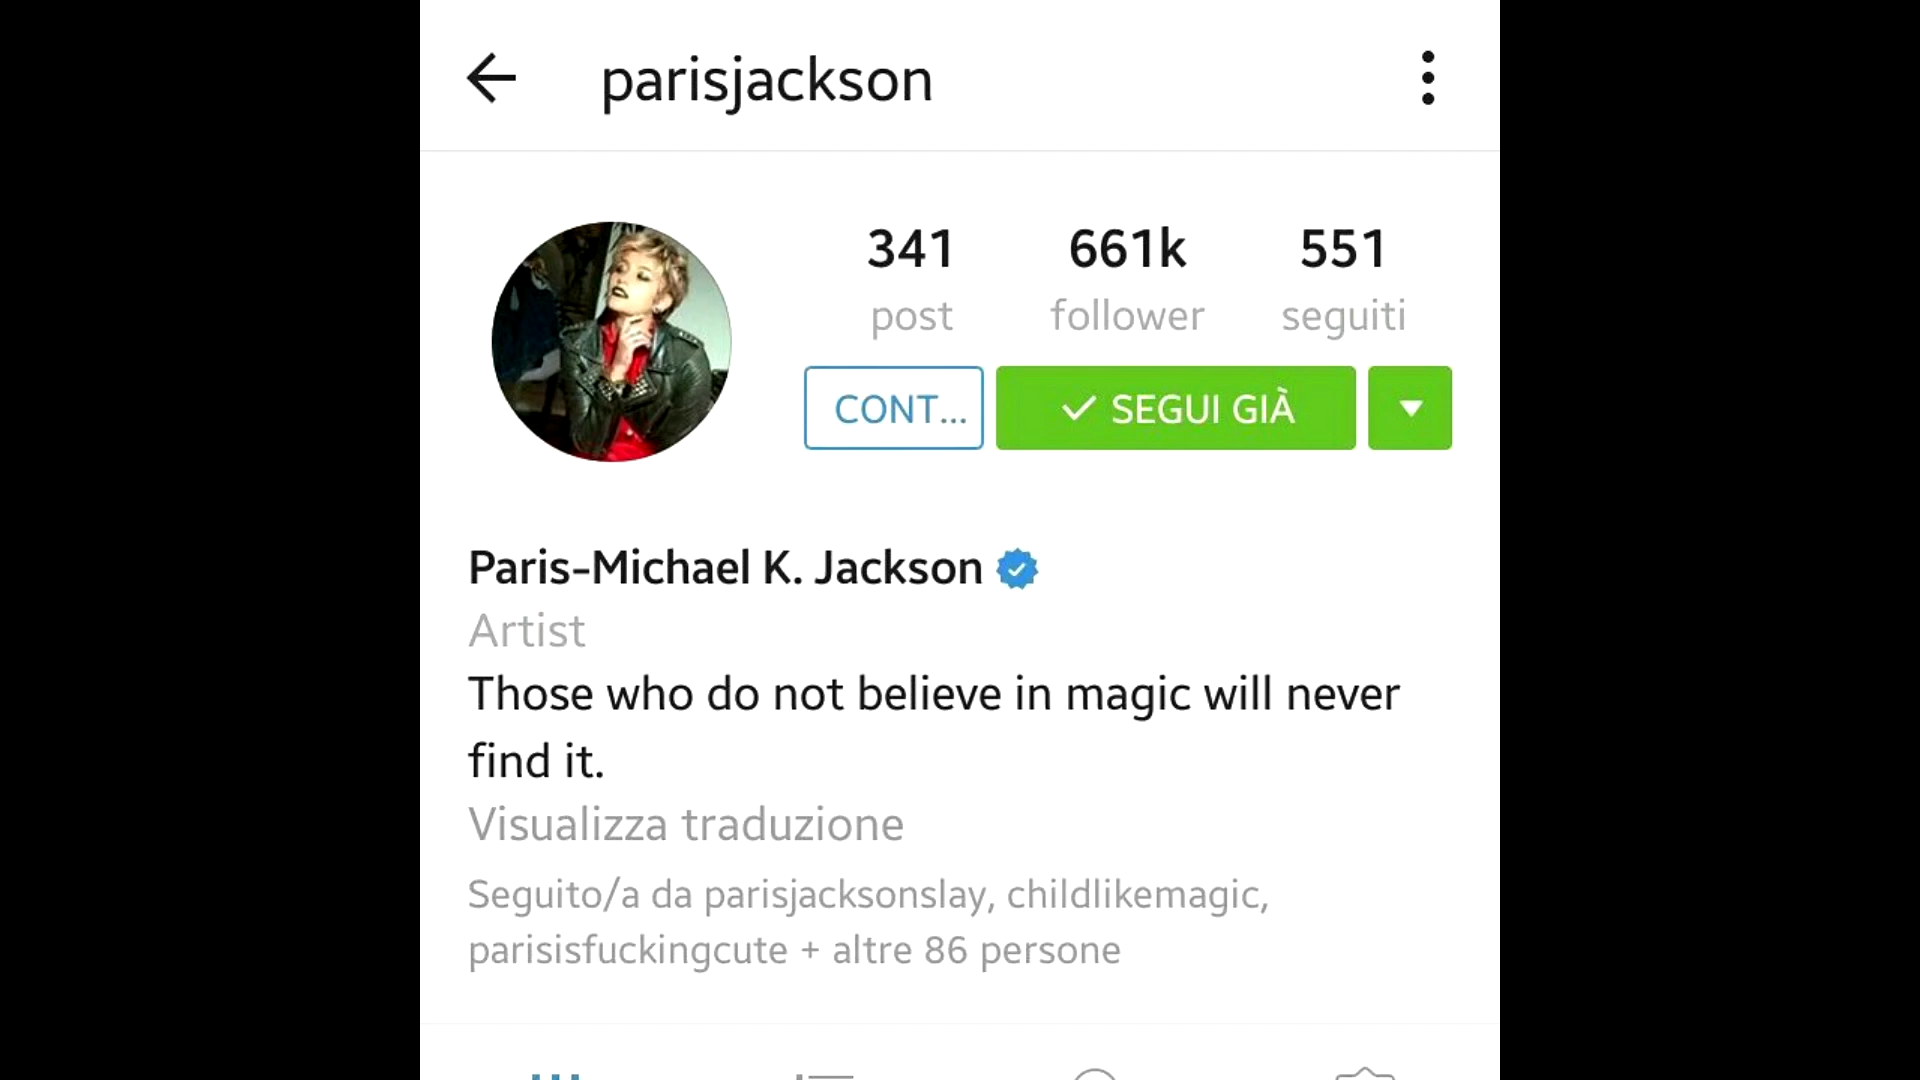 parisjackson
341 661k 551
post follower seguiti
CONT... SEGUI GIÀ
Paris-Michael K. Jackson
Artist
Those who do not believe in magic will never
find it.
Visualizza traduzione
Seguito/a da parisjacksonslay, childlikemagic,
parisisfuckingcute + altre 86 persone